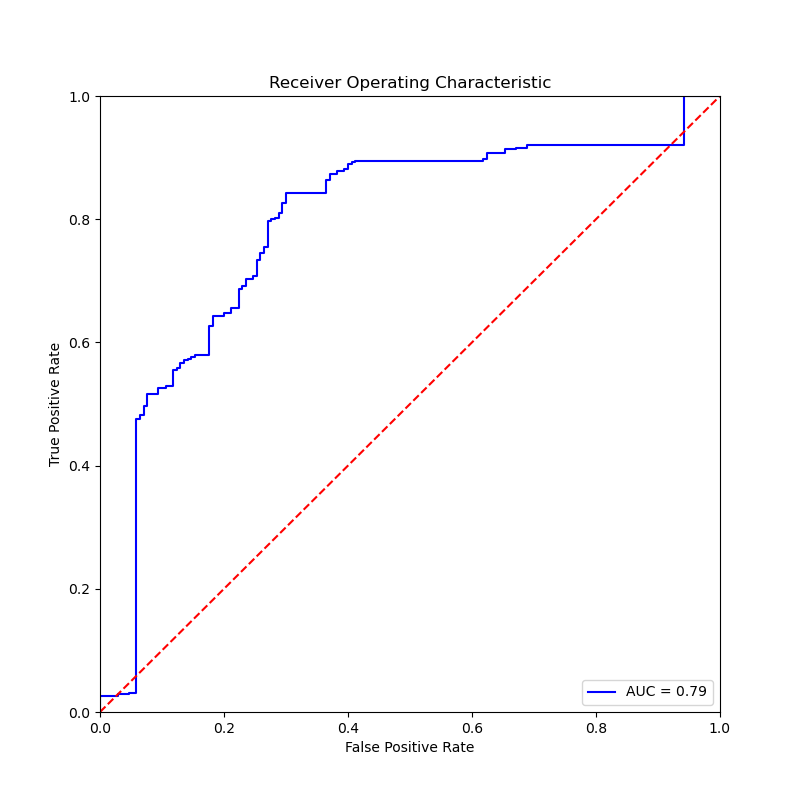 Receiver Operating Characteristic
1.0
0.8
0.6
0.4
0.2
0.0
True Positive Rate
AUC = 0.79
0.0 0.2 0.4 0.6 0.8 1.0
False Positive Rate